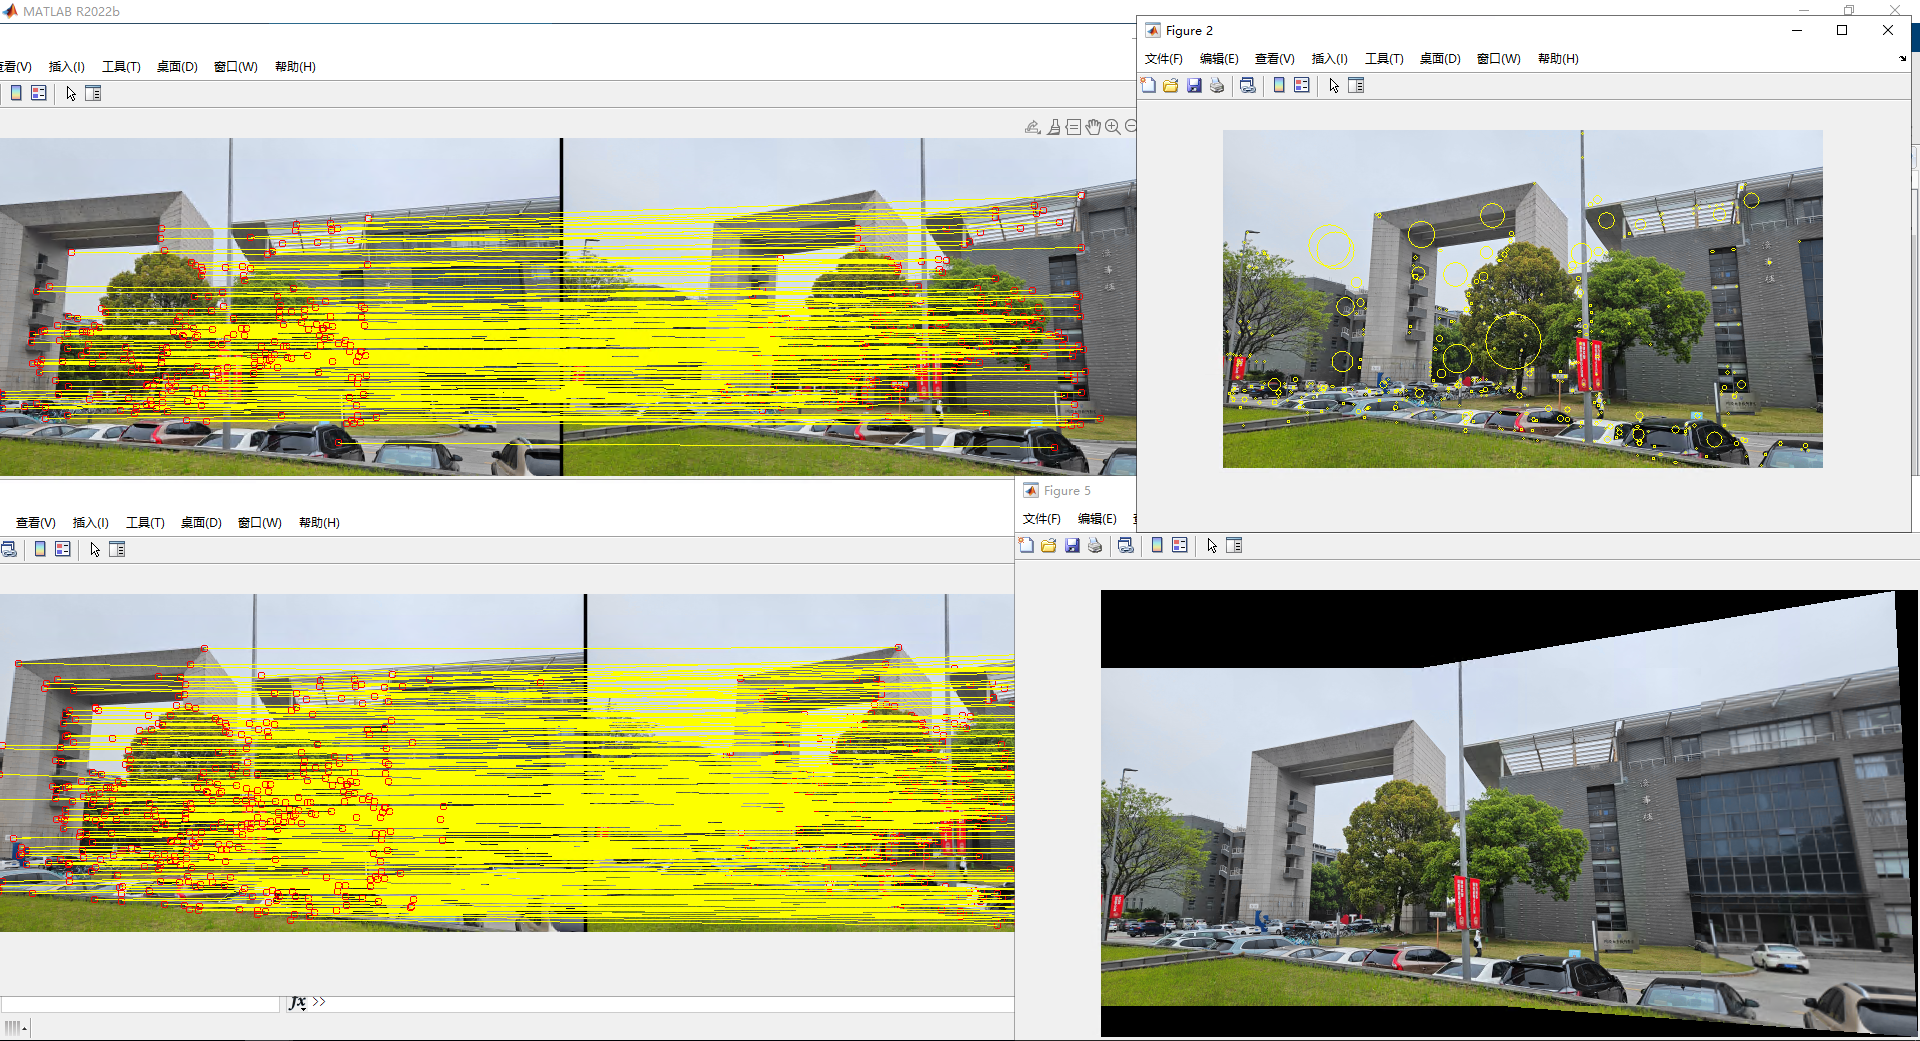 MATLAB R2022b
查看(V) 插入(I) 工具(T) 桌面(D) 窗口(W) 帮助(H)
Figure 2
文件(F) 编辑(E) 查看(V) 插入(I) 工具(T) 桌面(D) 窗口(W) 帮助(H)
查看(V) 插入(I) 工具(T) 桌面(D) 窗口(W) 帮助(H)
Figure 5
文件(F) 编辑(E)
fx >>